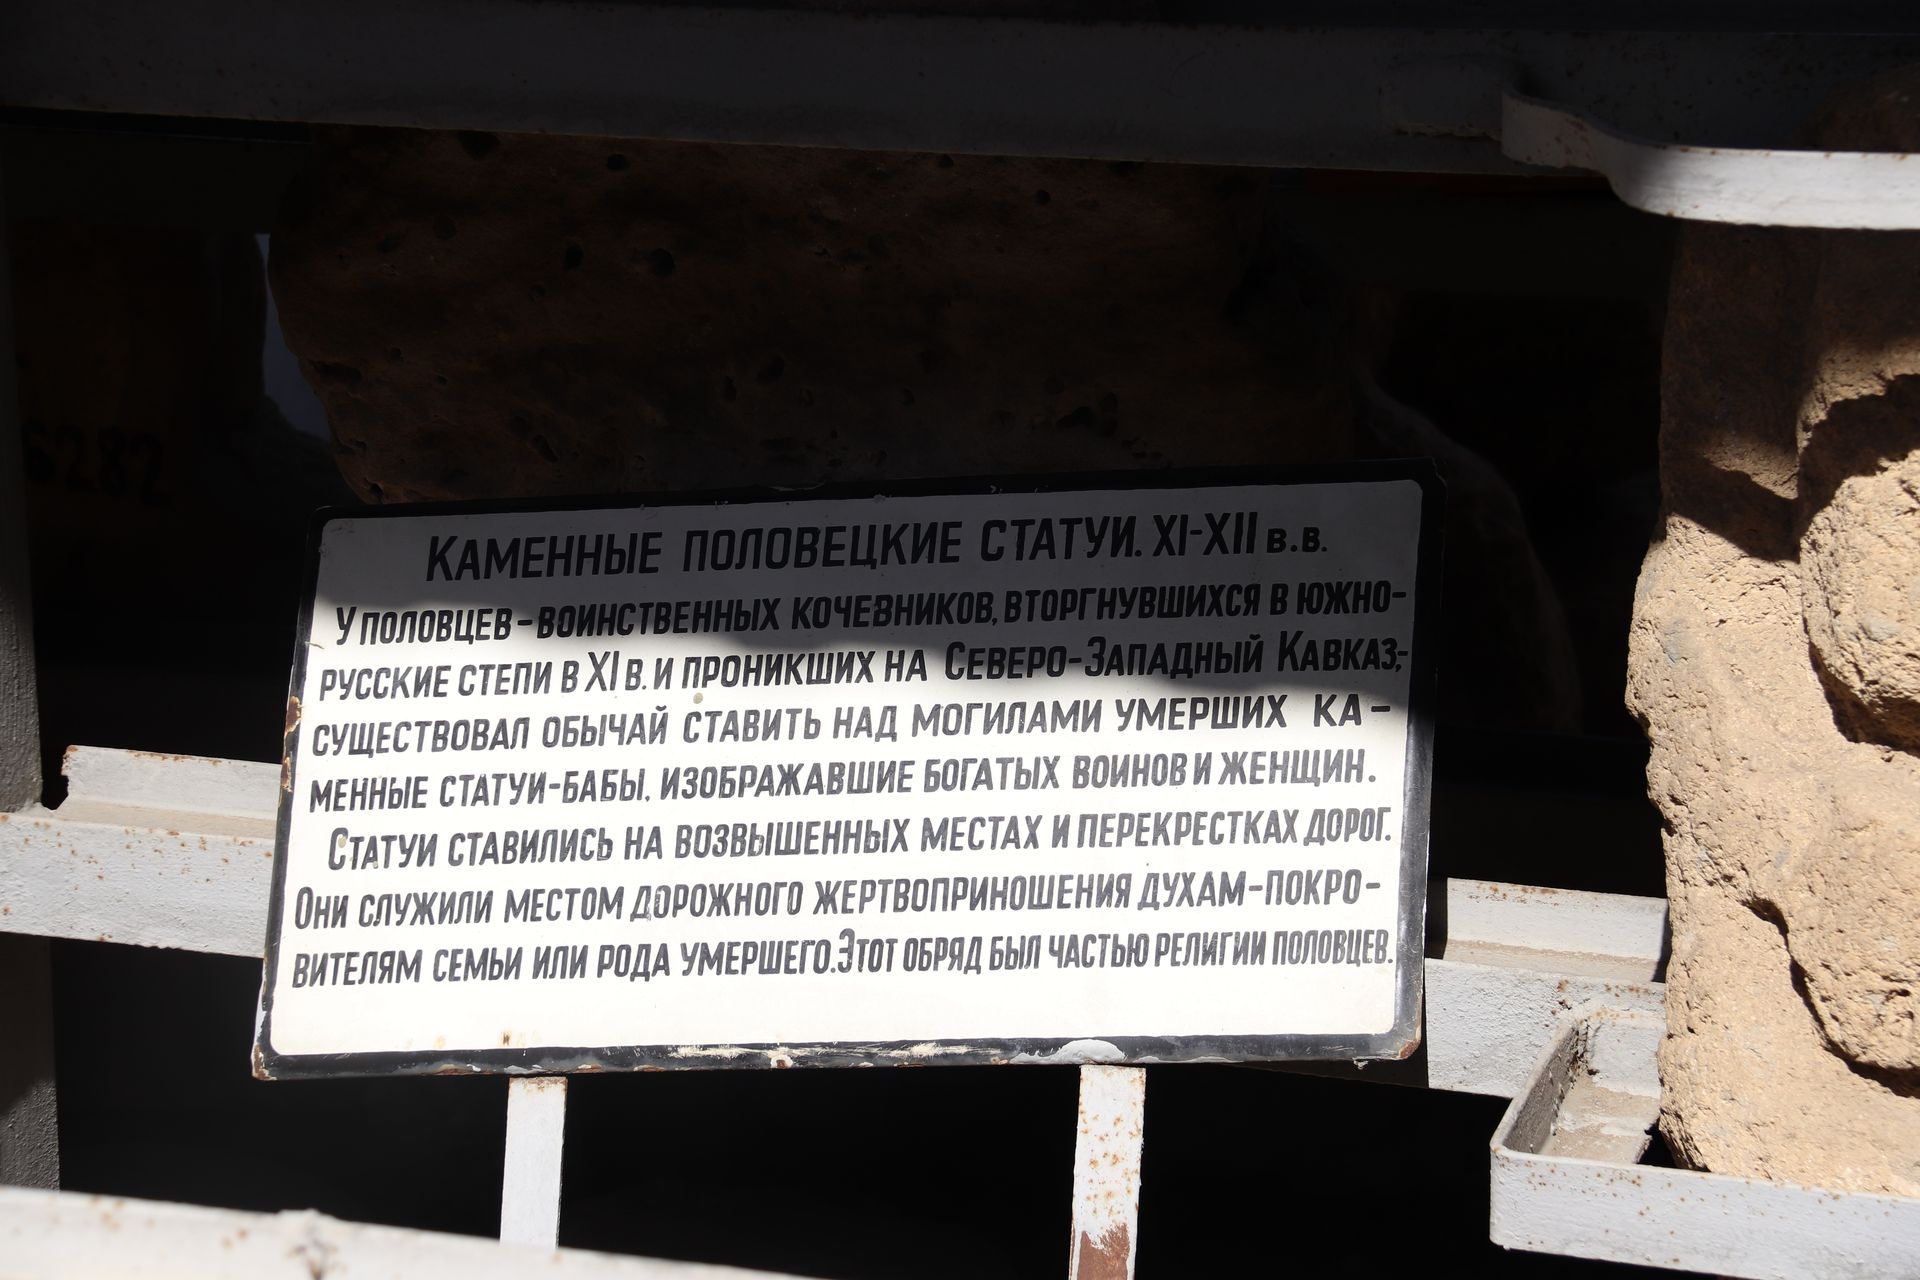 6282
КАМЕННЫЕ ПОЛОВЕЦКИЕ СТАТУИ. XI-XII В.В.
У ПОЛОВЦЕВ-ВОИНСТВЕННЫХ КОЧЕВНИКОВ, ВТОРГНУВШИХСЯ В ЮЖНО-
РУССКИЕ СТЕПИ В XI В. И ПРОНИКШИХ НА СЕВЕРО-ЗАПАДНЫЙ КАВКАЗ,-
СУЩЕСТВОВАЛ ОБЫЧАЙ СТАВИТЬ НАД МОГИЛАМИ УМЕРШИХ КА-
МЕННЫЕ СТАТУИ-БАБЫ, ИЗОБРАЖАВШИЕ БОГАТЫХ ВОИНОВ И ЖЕНЩИН.
СТАТУИ СТАВИЛИСЬ НА ВОЗВЫШЕННЫХ МЕСТАХ И ПЕРЕКРЕСТКАХ ДОРОГ.
ОНИ СЛУЖИЛИ МЕСТОМ ДОРОЖНОГО ЖЕРТВОПРИНОШЕНИЯ ДУХАМ-ПОКРО-
ВИТЕЛЯМ СЕМЬИ ИЛИ РОДА УМЕРШЕГО. ЭТОТ ОБРЯД БЫЛ ЧАСТЬЮ РЕЛИГИИ ПОЛОВЦЕВ.